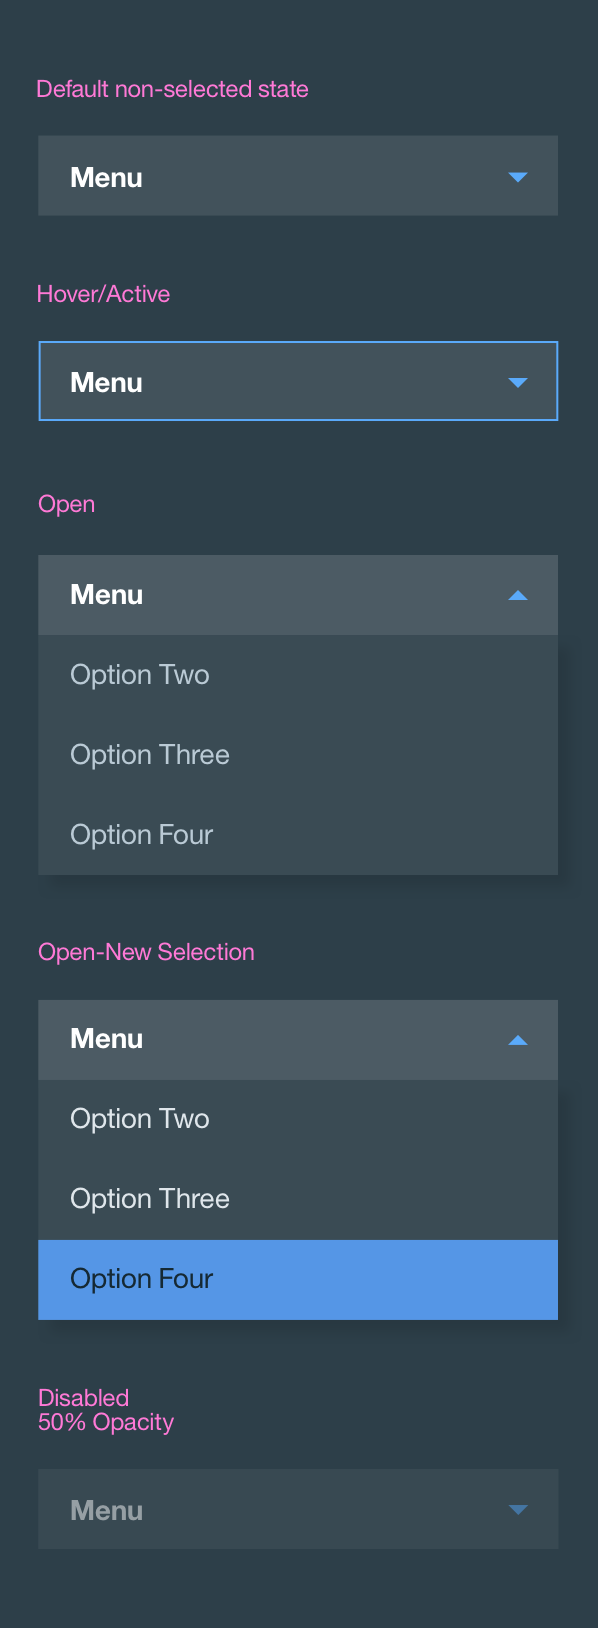 Default non-selected state
Menu
Hover/Active
Menu
Open
Menu
Option Two
Option Three
Option Four
Open-New Selection
Menu
Option Two
Option Three
Option Four
Disabled
50% Opacity
Menu